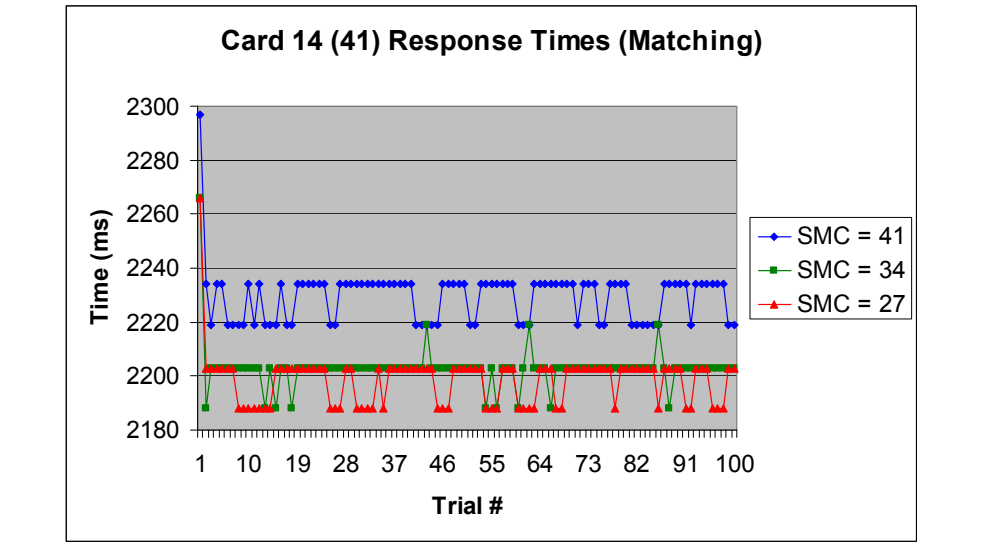 Card 14 (41) Response Times (Matching)
2300
2280
2260
2240
2220
2200
2180
Time (ms)
1 10 19 28 37 46 55 64 73 82 91 100
Trial #
SMC = 41
SMC = 34
SMC = 27